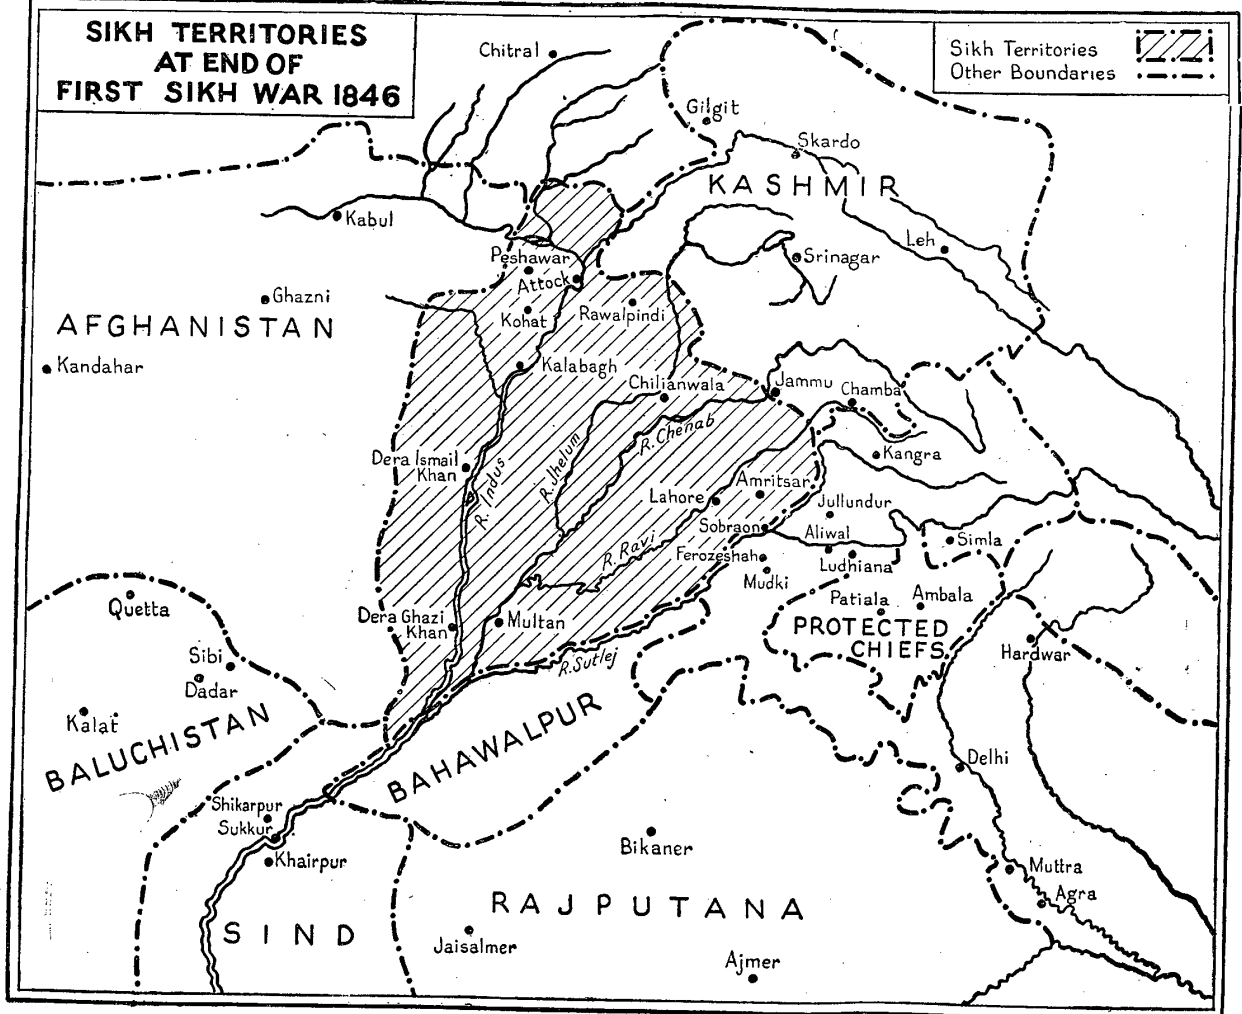 SIKH TERRITORIES
AT END OF
FIRST SIKH WAR 1846
Sikh Territories
Other Boundaries
Chitral
Gilgit
Skardo
KASHMIR
Kabul
Leh
Srinagar
Peshawar
Attock
Ghazni
Kohat
Rawalpindi
AFGHANISTAN
Kandahar
Kalabagh
Chilianwala
Jammu
Chamba
R. Chenab
Dera Ismail
Khan
R. Indus
R. Jhelum
Kangra
Lahore
Amritsar
Jullundur
Sobraon
Aliwal
Simla
R. Ravi
Ferozeshah
Ludhiana
Mudki
Quetta
Dera Ghazi
Khan
Multan
Patiala
Ambala
PROTECTED
CHIEFS
Hardwar
Sibi
Dadar
R. Sutlej
Kalat
BALUCHISTAN
BAHAWALPUR
Delhi
Shikarpur
Sukkur
Khairpur
Bikaner
Muttra
Agra
RAJPUTANA
SIND
Jaisalmer
Ajmer